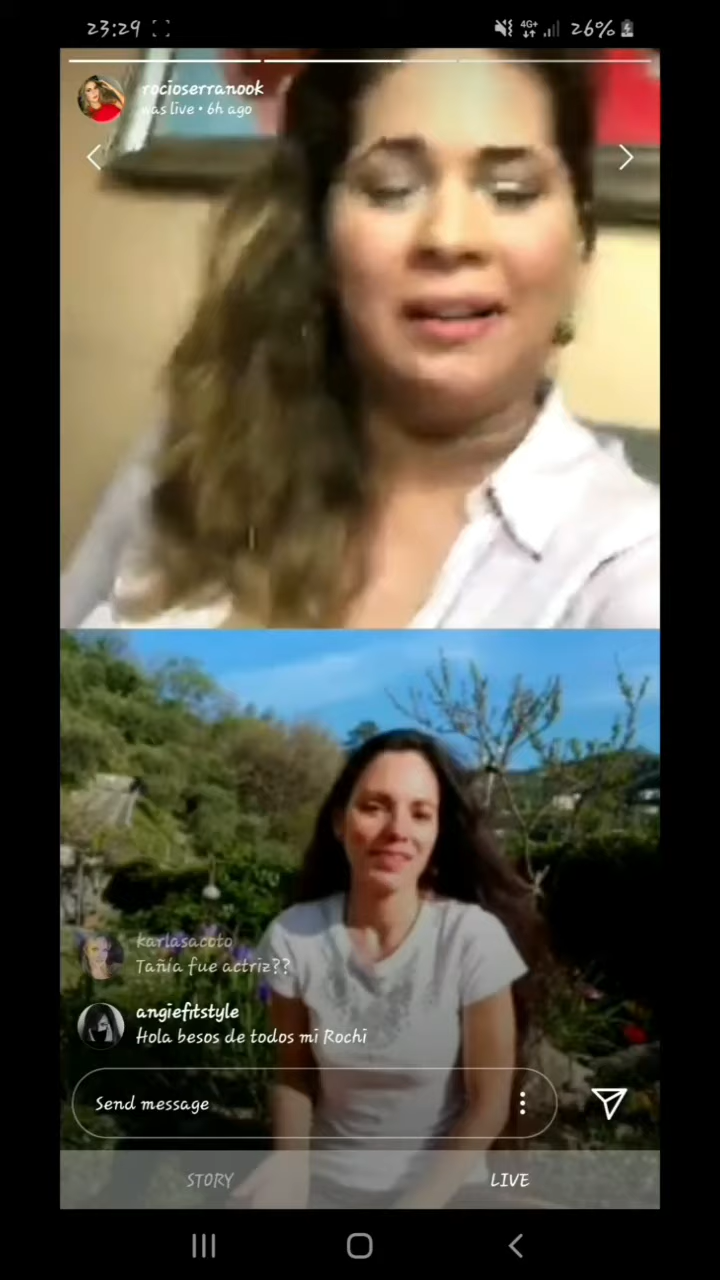 23:29 4G+ 26%
rocioserranook
was live • 6h ago
karlasacoto
Tañia fue actriz??
angiefitstyle
Hola besos de todos mi Rochi
Send message
STORY LIVE